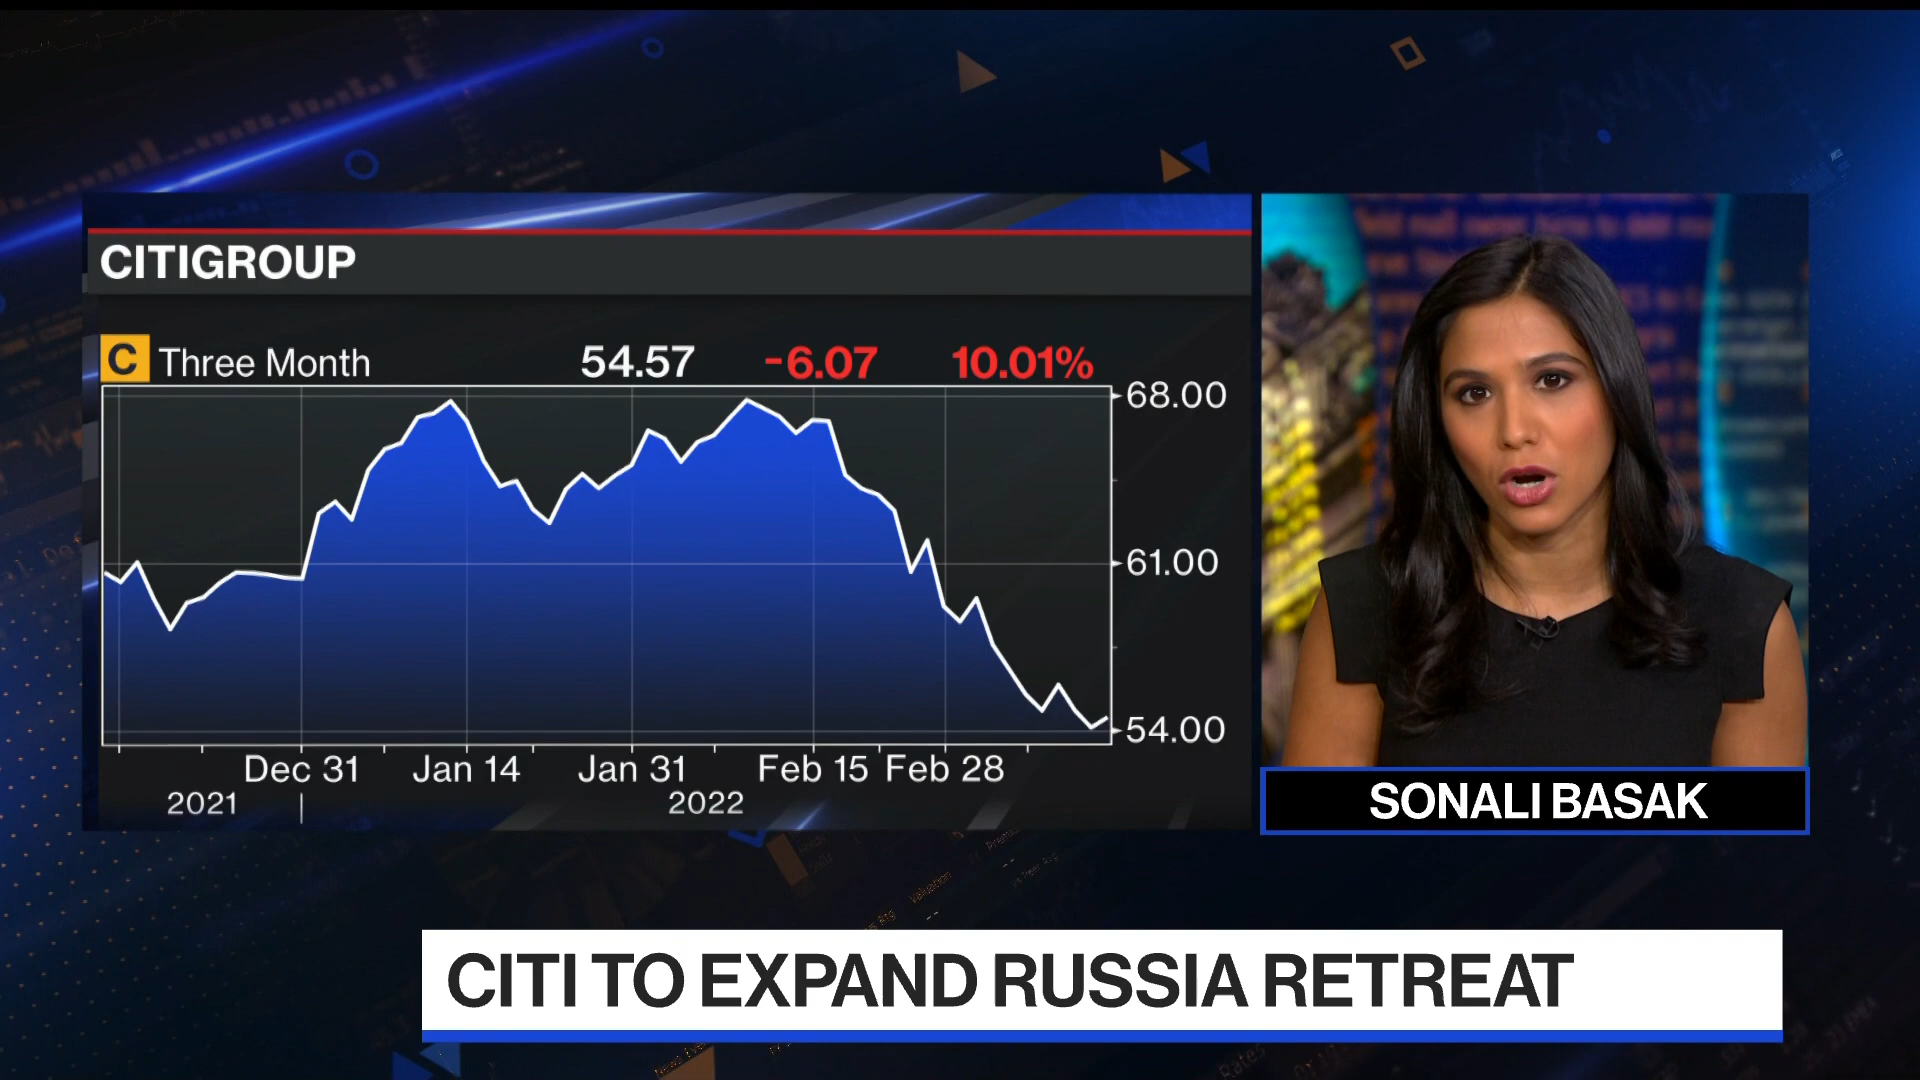 CITIGROUP
C Three Month 54.57 -6.07 10.01%
68.00
61.00
54.00
Dec 31 Jan 14 Jan 31 Feb 15 Feb 28
2021 | 2022
SONALI BASAK
CITI TO EXPAND RUSSIA RETREAT